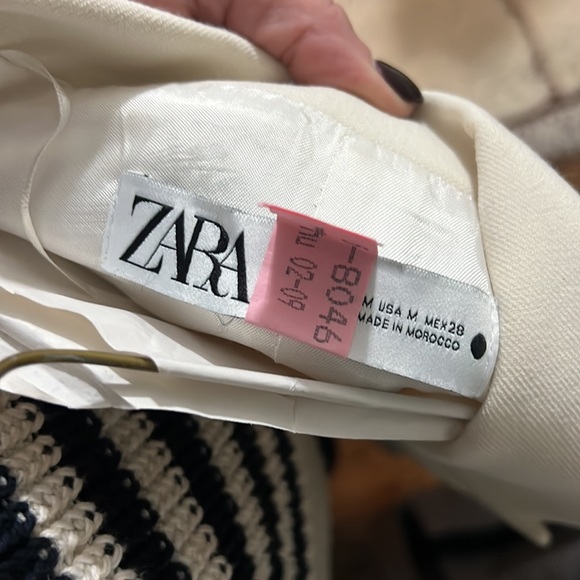 ZARA
M USA M MEX28
MADE IN MOROCCO
-8046
02-09